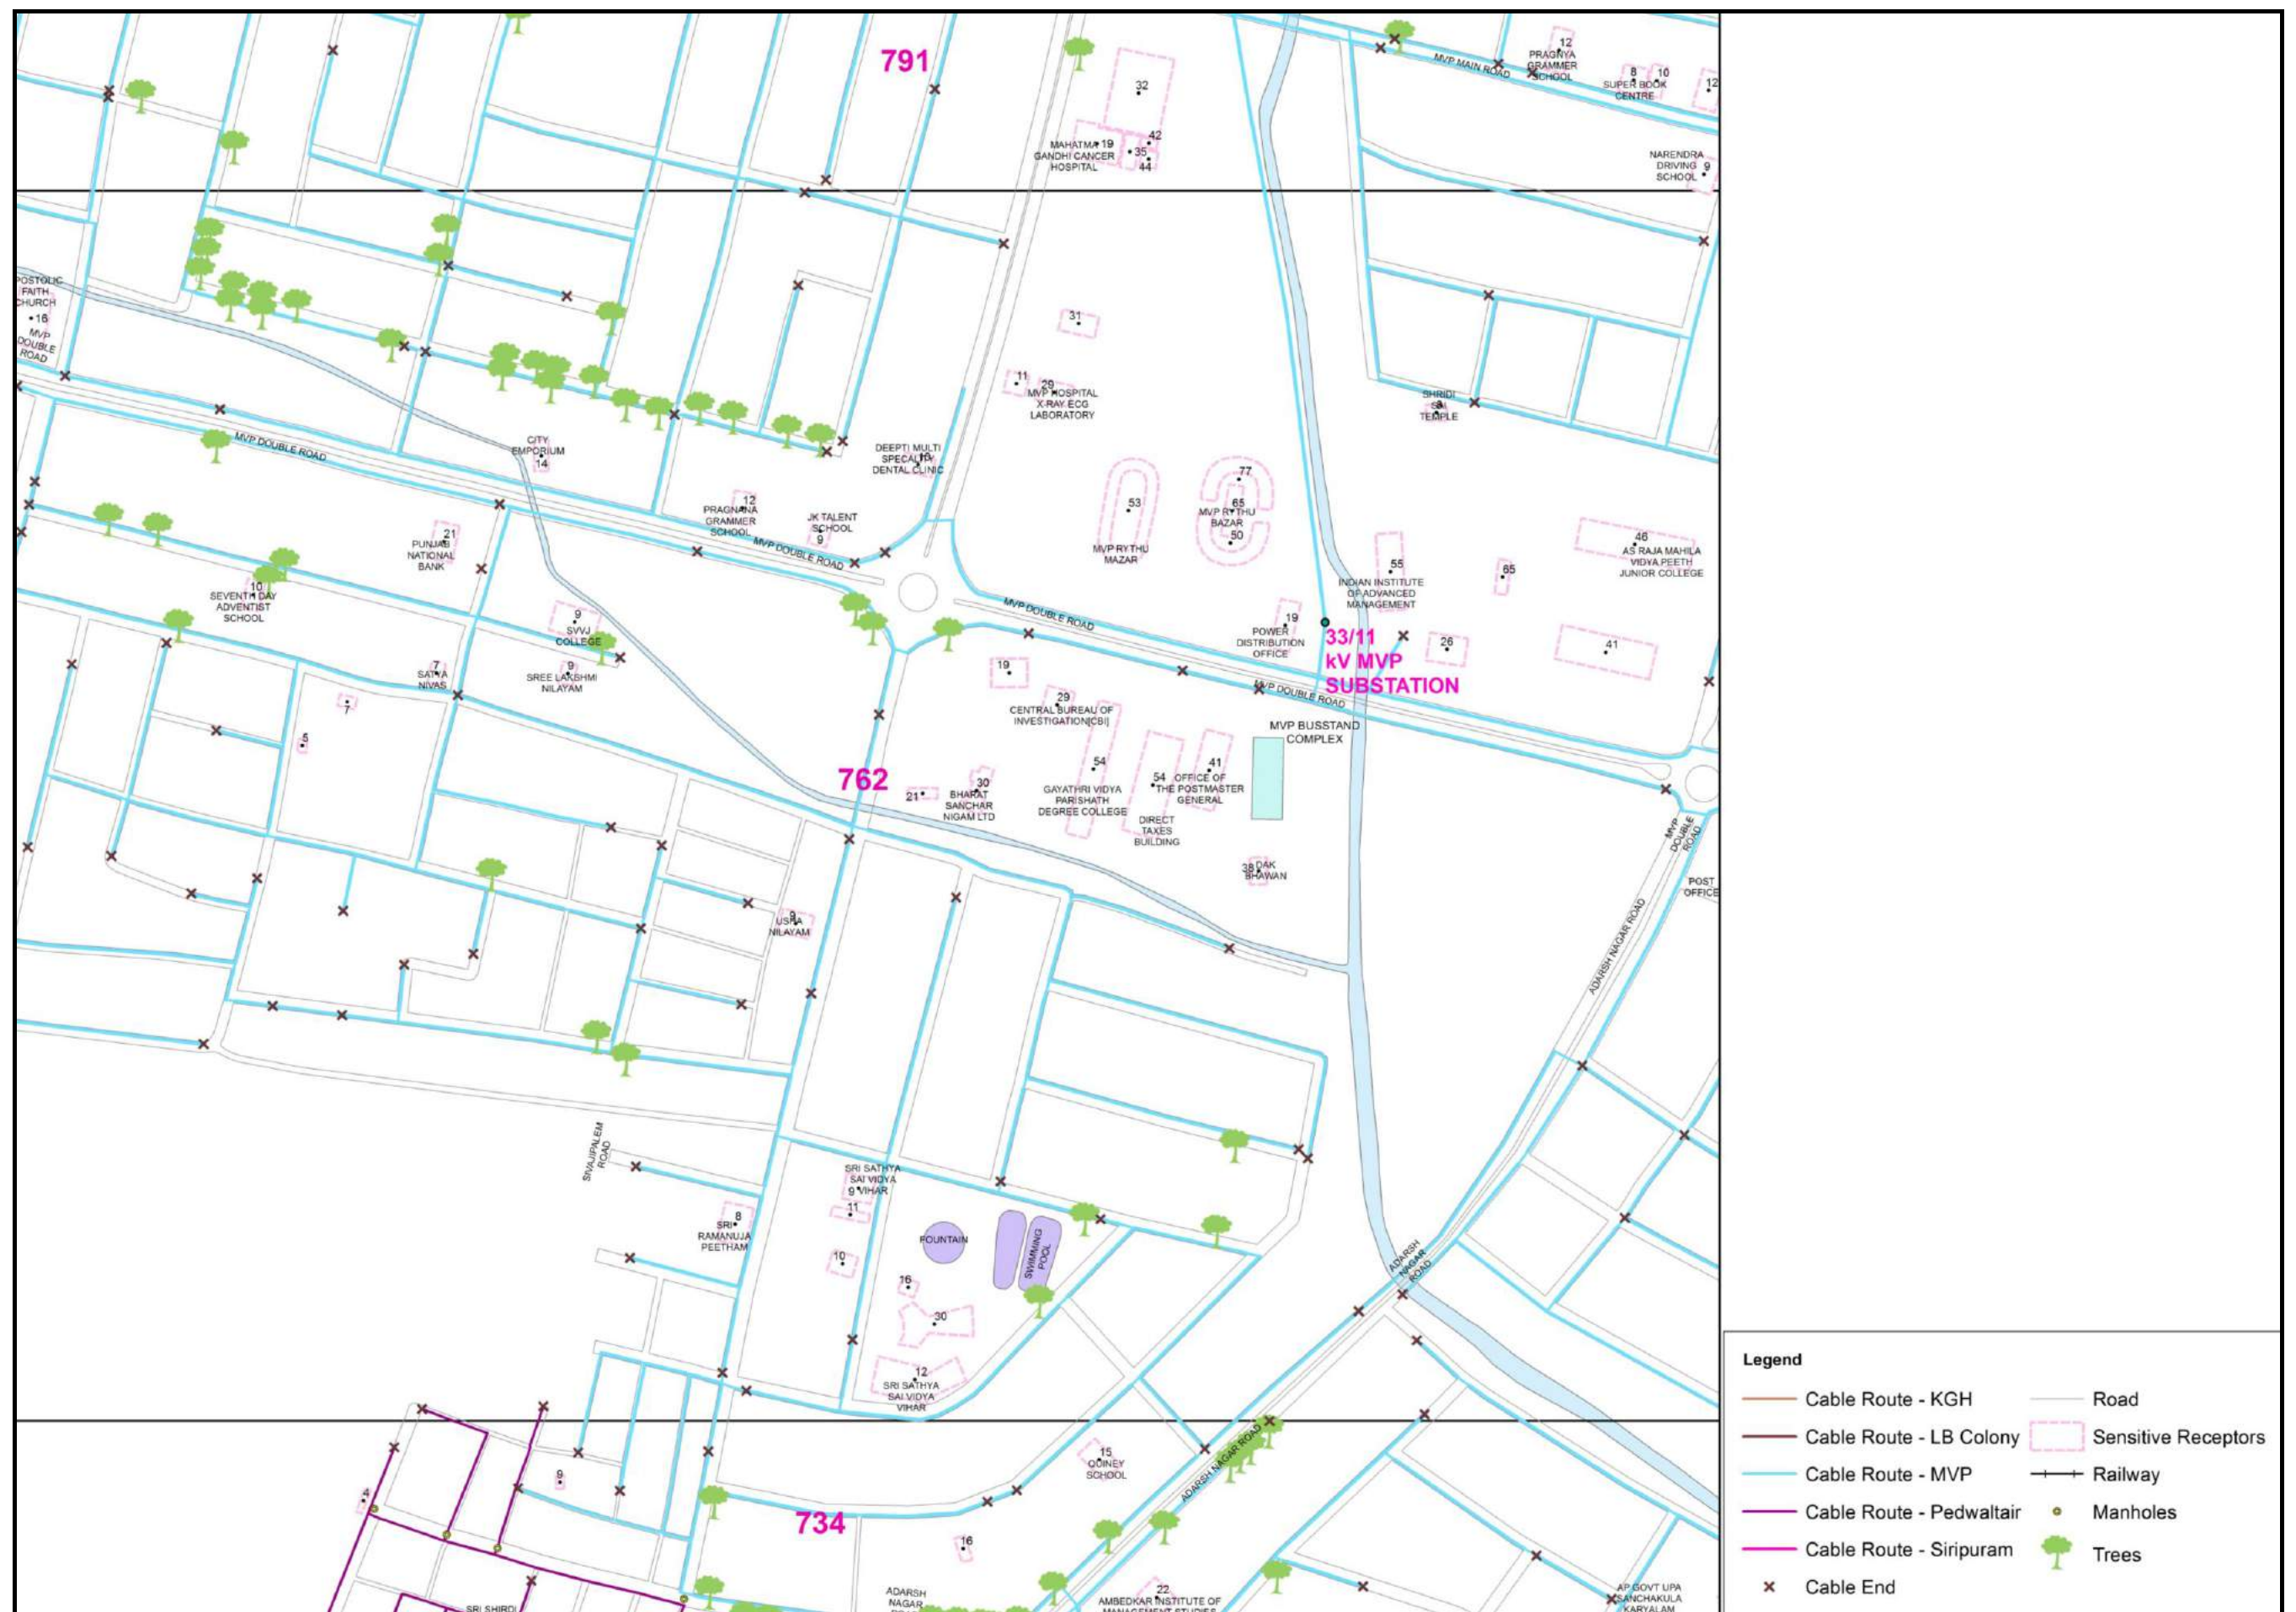 791
32
42
MAHATMA 19
35
GANDHI CANCER
44
HOSPITAL
MVP MAIN ROAD
12
PRAGNYA
GRAMMER
SCHOOL
8
10
SUPER BOOK
CENTRE
12
NARENDRA
DRIVING
9
SCHOOL
POSTOLIC
FAITH
CHURCH
16
MVP
DOUBLE
ROAD
31
11
29
MVP HOSPITAL
X-RAY ECG
LABORATORY
SHRIDI
SAI
TEMPLE
MVP DOUBLE ROAD
CITY
EMPORIUM
14
DEEPTI MULTI
SPECALITY
DENTAL CLINIC
12
PRAGNANA
GRAMMER
SCHOOL
JK TALENT
SCHOOL
9
MVP DOUBLE ROAD
53
MVP RYTHU
MAZAR
77
65
MVP RYTHU
BAZAR
50
55
INDIAN INSTITUTE
OF ADVANCED
MANAGEMENT
65
46
AS RAJA MAHILA
VIDYA PEETH
JUNIOR COLLEGE
21
PUNJAB
NATIONAL
BANK
10
SEVENTH DAY
ADVENTIST
SCHOOL
9
SVVJ
COLLEGE
9
SREE LAKSHMI
NILAYAM
7
SATYA
NIVAS
7
5
MVP DOUBLE ROAD
19
POWER
DISTRIBUTION
OFFICE
33/11
kV MVP
SUBSTATION
26
41
MVP DOUBLE ROAD
19
29
CENTRAL BUREAU OF
INVESTIGATION[CBI]
MVP BUSSTAND
COMPLEX
762
21
30
BHARAT
SANCHAR
NIGAM LTD
54
GAYATHRI VIDYA
PARISHATH
DEGREE COLLEGE
54
DIRECT
TAXES
BUILDING
41
OFFICE OF
THE POSTMASTER
GENERAL
38
DAK
BHAWAN
MVP
DOUBLE
ROAD
POST
OFFICE
ADARSH NAGAR ROAD
9
USHA
NILAYAM
SIVAJIPALEM
ROAD
SRI SATHYA
SAI VIDYA
9 VIHAR
11
8
SRI
RAMANUJA
PEETHAM
10
FOUNTAIN
SWIMMING
POOL
16
30
12
SRI SATHYA
SAI VIDYA
VIHAR
ADARSH
NAGAR
ROAD
15
QUINEY
SCHOOL
ADARSH NAGAR ROAD
9
4
734
16
ADARSH
NAGAR
22
AMBEDKAR INSTITUTE OF
MANAGEMENT STUDIES
AP GOVT UPA
SANCHAKULA
KARYALAM
SRI SHIRDI
Legend
Cable Route - KGH
Cable Route - LB Colony
Cable Route - MVP
Cable Route - Pedwaltair
Cable Route - Siripuram
Cable End
Road
Sensitive Receptors
Railway
Manholes
Trees